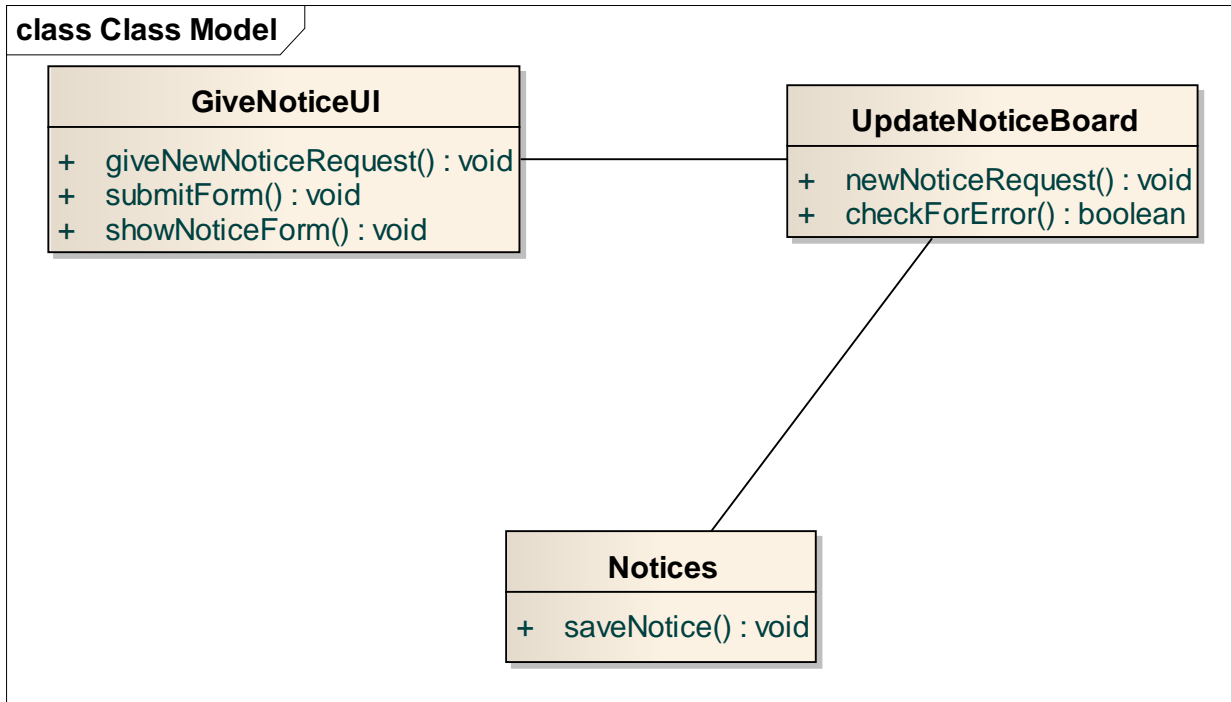 class Class Model
GiveNoticeUI
+ giveNewNoticeRequest() : void
+ submitForm() : void
+ showNoticeForm() : void
UpdateNoticeBoard
+ newNoticeRequest() : void
+ checkForError() : boolean
Notices
+ saveNotice() : void